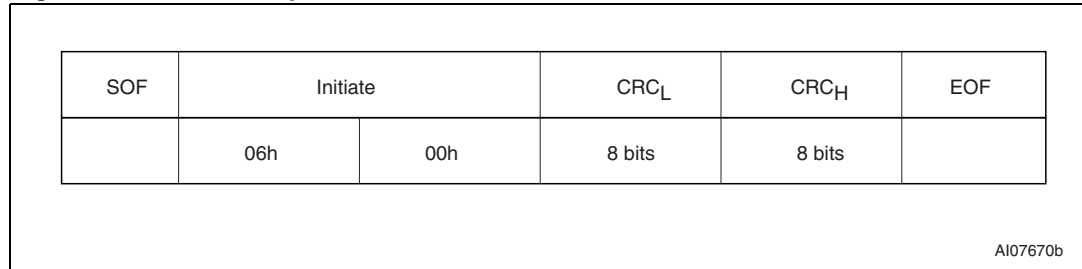 SOF Initiate CRCL CRCH EOF
06h 00h 8 bits 8 bits
AI07670b